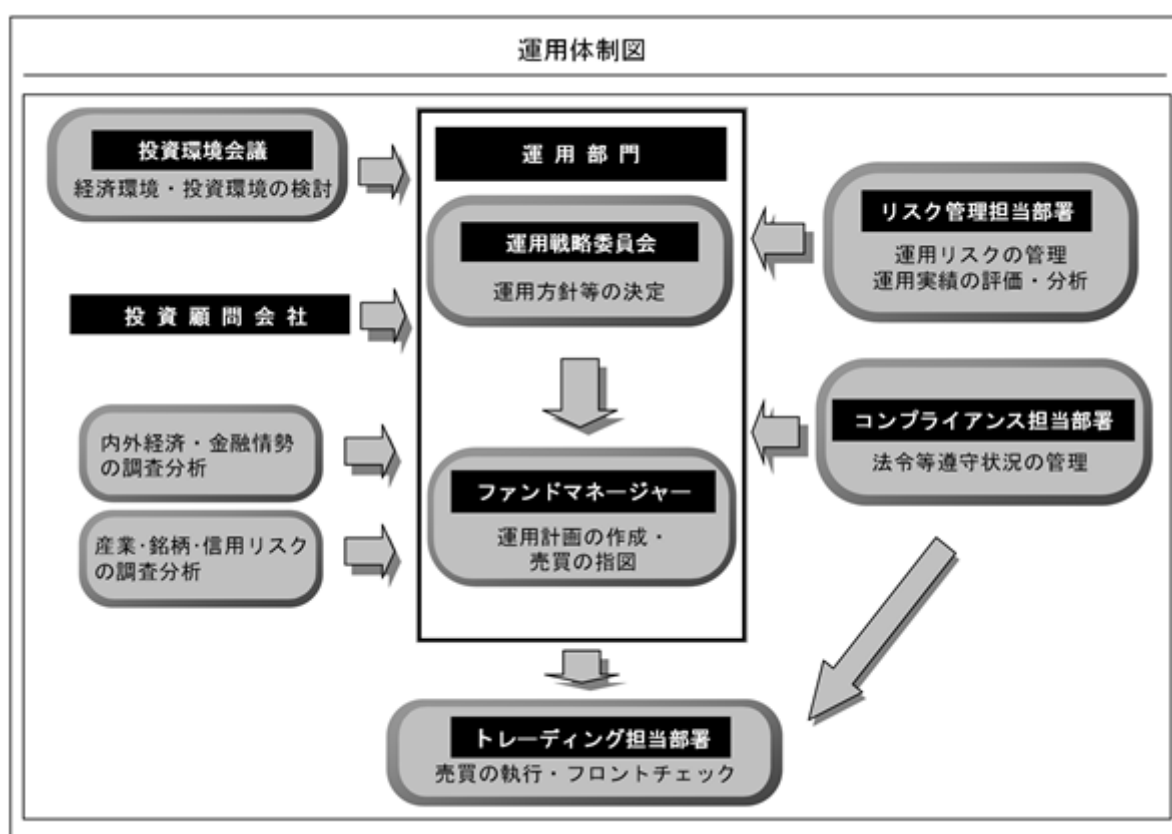 運用体制図
投資環境会議
経済環境・投資環境の検討
投資顧問会社
内外経済・金融情勢
の調査分析
産業・銘柄・信用リスク
の調査分析
運用部門
運用戦略委員会
運用方針等の決定
ファンドマネージャー
運用計画の作成・
売買の指図
リスク管理担当部署
運用リスクの管理
運用実績の評価・分析
コンプライアンス担当部署
法令等遵守状況の管理
トレーディング担当部署
売買の執行・フロントチェック